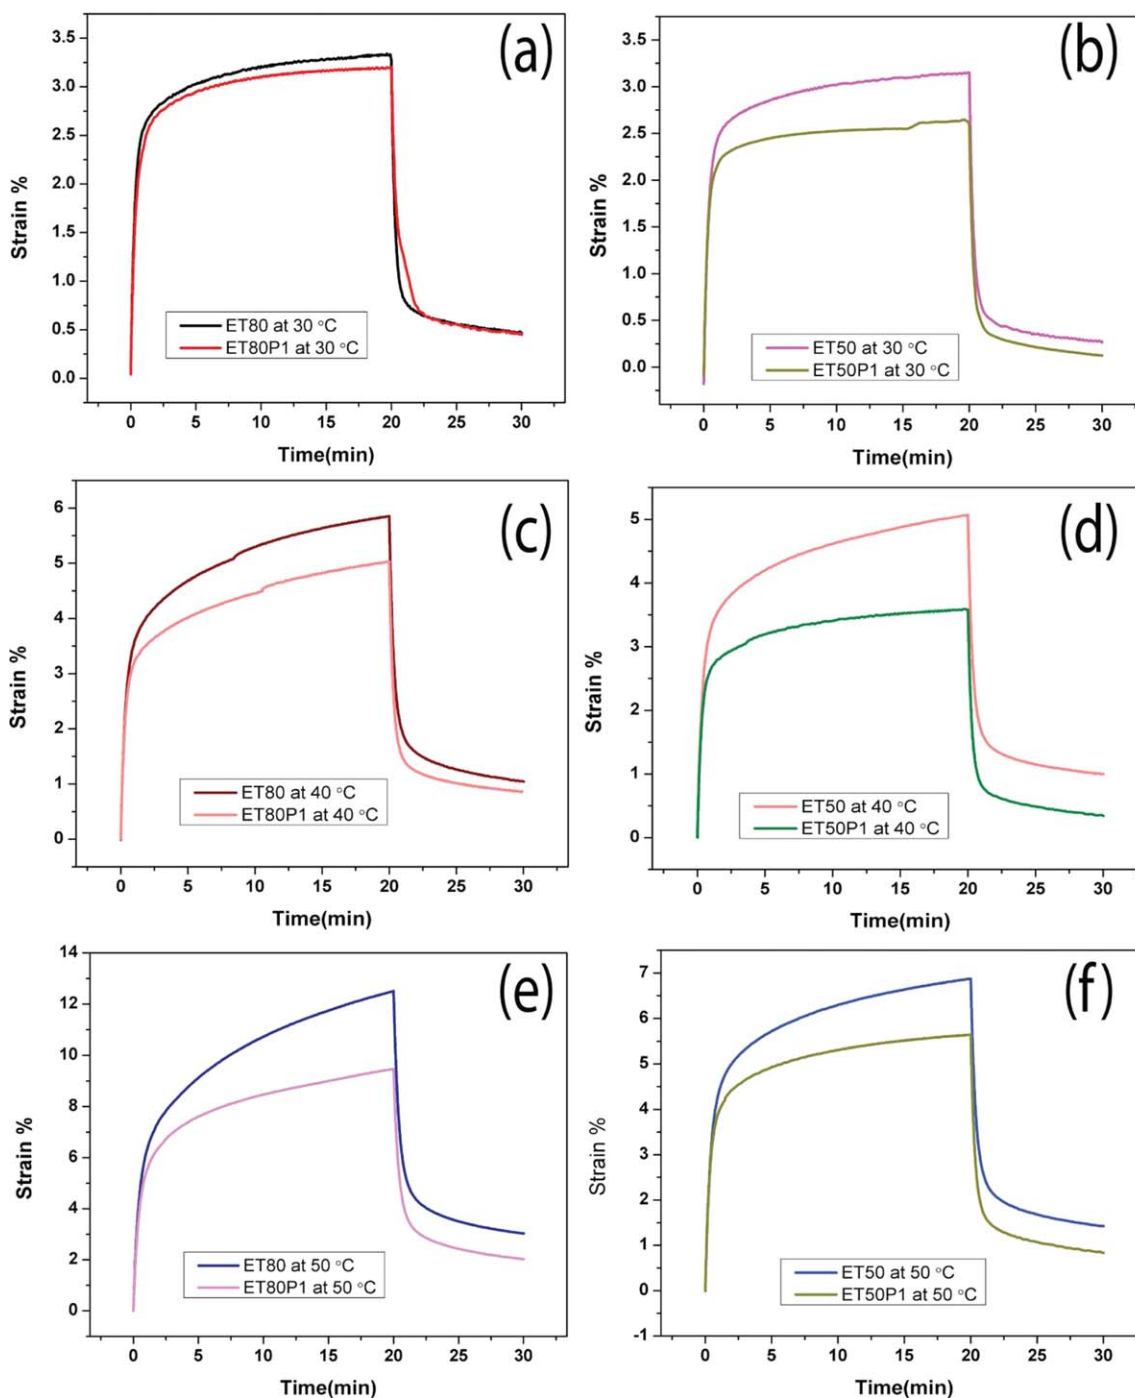 (a)
3.5
3.0
2.5
2.0
1.5
1.0
0.5
0.0
Strain %
ET80 at 30 °C
ET80P1 at 30 °C
0 5 10 15 20 25 30
Time(min)
(b)
3.5
3.0
2.5
2.0
1.5
1.0
0.5
0.0
Strain %
ET50 at 30 °C
ET50P1 at 30 °C
0 5 10 15 20 25 30
Time(min)
(c)
6
5
4
3
2
1
0
Strain %
ET80 at 40 °C
ET80P1 at 40 °C
0 5 10 15 20 25 30
Time(min)
(d)
5
4
3
2
1
0
Strain %
ET50 at 40 °C
ET50P1 at 40 °C
0 5 10 15 20 25 30
Time(min)
(e)
14
12
10
8
6
4
2
0
Strain %
ET80 at 50 °C
ET80P1 at 50 °C
0 5 10 15 20 25 30
Time(min)
(f)
7
6
5
4
3
2
1
0
-1
Strain %
ET50 at 50 °C
ET50P1 at 50 °C
0 5 10 15 20 25 30
Time(min)